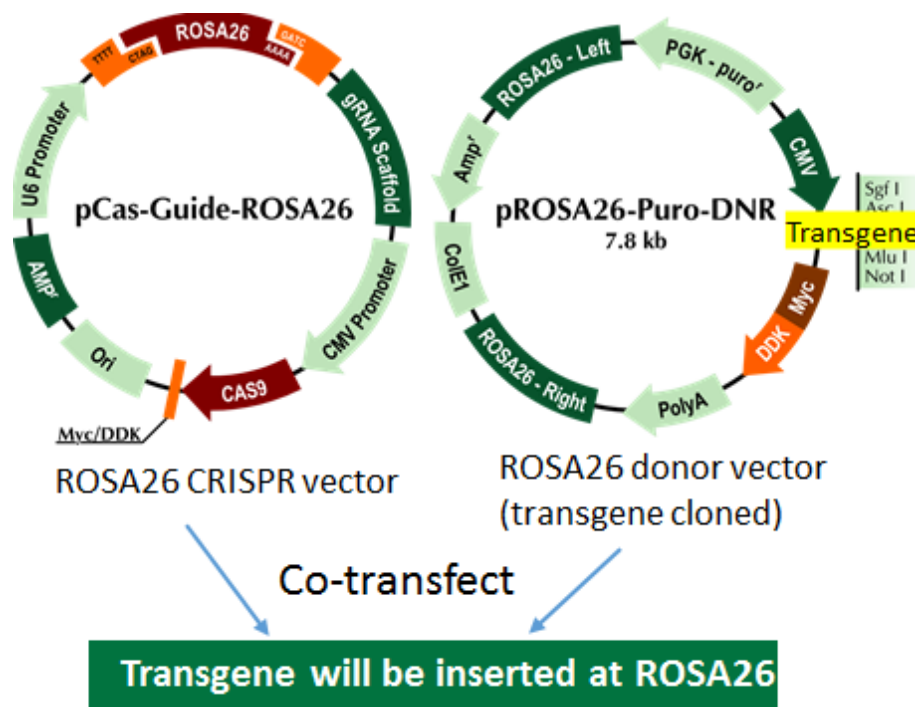 ROSA26
TTTT
CTAG
GATC
AAAA
gRNA Scaffold
CMV Promoter
CAS9
Myc/DDK
Ori
AMPʳ
U6 Promoter
pCas-Guide-ROSA26
ROSA26 CRISPR vector
PGK - puroʳ
CMV
Sgf I
Asc I
Transgene
Mlu I
Not I
Myc
DDK
PolyA
ROSA26 - Right
ColE1
Ampʳ
ROSA26 - Left
pROSA26-Puro-DNR
7.8 kb
ROSA26 donor vector
(transgene cloned)
Co-transfect
Transgene will be inserted at ROSA26